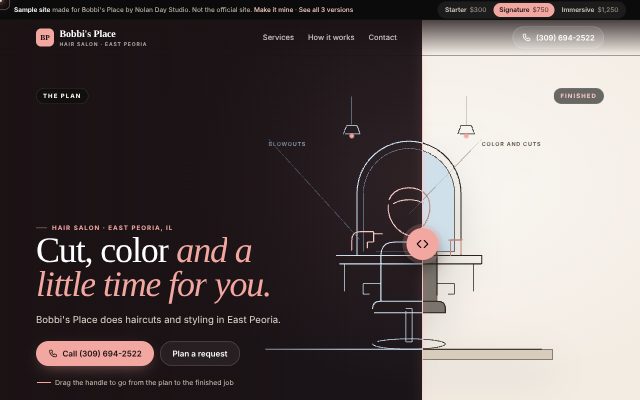 Sample site made for Bobbi's Place by Nolan Day Studio. Not the official site. Make it mine · See all 3 versions
Starter $300 Signature $750 Immersive $1,250
BP Bobbi's Place
HAIR SALON · EAST PEORIA
Services How it works Contact
(309) 694-2522
THE PLAN
FINISHED
BLOWOUTS
COLOR AND CUTS
HAIR SALON · EAST PEORIA, IL
Cut, color and a
little time for you.
Bobbi's Place does haircuts and styling in East Peoria.
Call (309) 694-2522
Plan a request
Drag the handle to go from the plan to the finished job